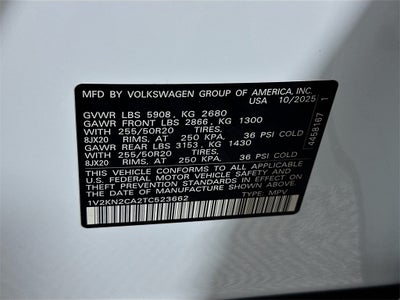 MFD BY VOLKSWAGEN GROUP OF AMERICA, INC.
USA 10/2025
GVWR LBS 5908, KG 2680
GAWR FRONT LBS 2866, KG 1300
WITH 255/50R20 TIRES.
8JX20 RIMS, AT 250 KPA. 36 PSI COLD
GAWR REAR LBS 3153, KG 1430
WITH 255/50R20 TIRES.
8JX20 RIMS, AT 250 KPA. 36 PSI COLD
THIS VEHICLE CONFORMS TO ALL APPLICABLE
FEDERAL MOTOR VEHICLE SAFETY
STANDARDS IN EFFECT ON
THE DATE OF MANUFACTURE SHOWN ABOVE.
1V2KN2CA2TC523662 TYPE: MPV
4458167 1